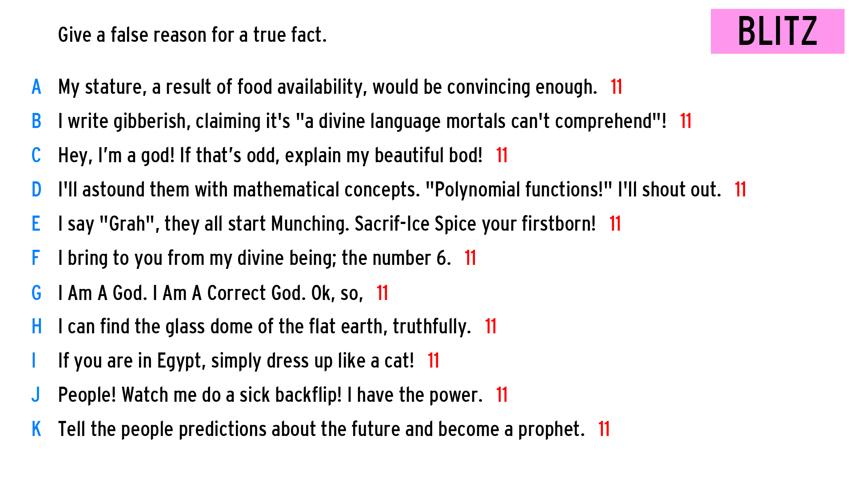 Give a false reason for a true fact.
BLITZ
A My stature, a result of food availability, would be convincing enough. 11
B I write gibberish, claiming it's "a divine language mortals can't comprehend"! 11
C Hey, I'm a god! If that's odd, explain my beautiful bod! 11
D I'll astound them with mathematical concepts. "Polynomial functions!" I'll shout out. 11
E I say "Grah", they all start Munching. Sacrif-Ice Spice your firstborn! 11
F I bring to you from my divine being; the number 6. 11
G I Am A God. I Am A Correct God. Ok, so, 11
H I can find the glass dome of the flat earth, truthfully. 11
I If you are in Egypt, simply dress up like a cat! 11
J People! Watch me do a sick backflip! I have the power. 11
K Tell the people predictions about the future and become a prophet. 11